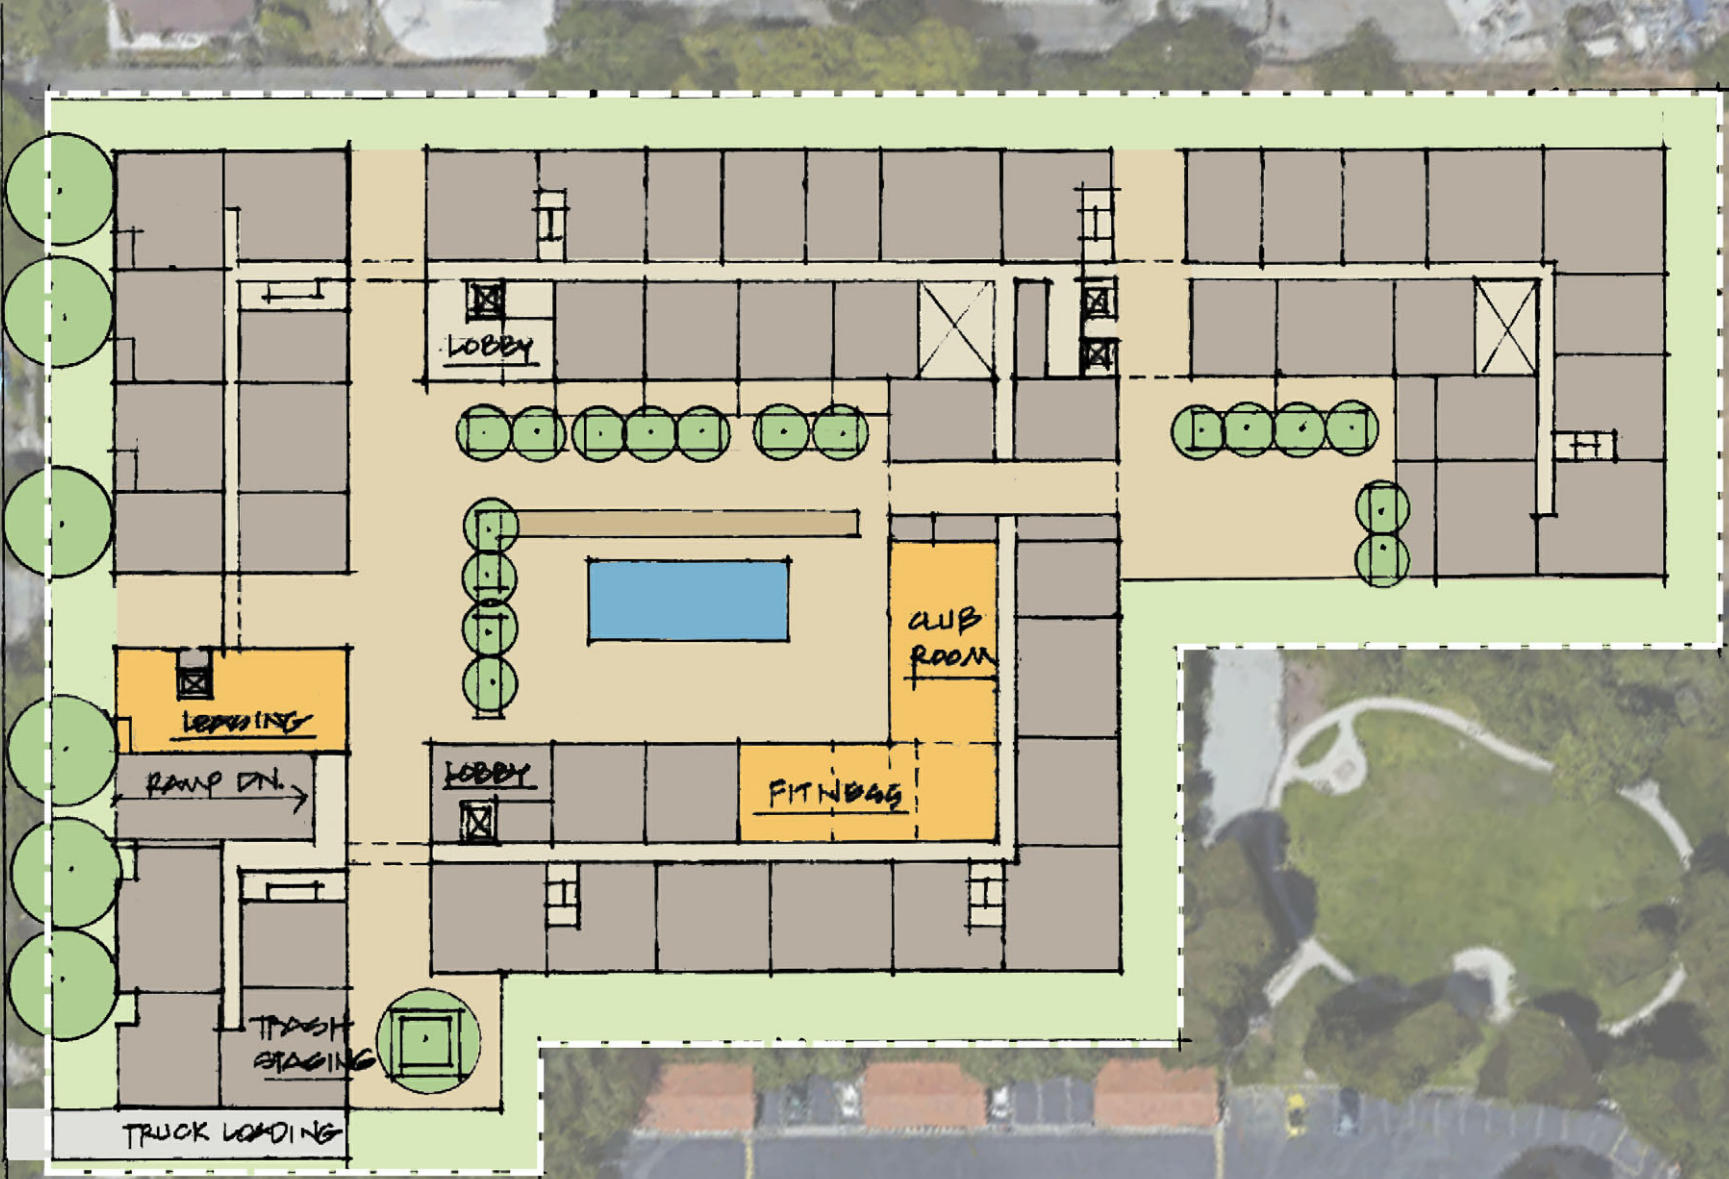 LOBBY
CLUB
ROOM
LEASING
RAMP DN.
LOBBY
FITNESS
TRASH
STAGING
TRUCK LOADING